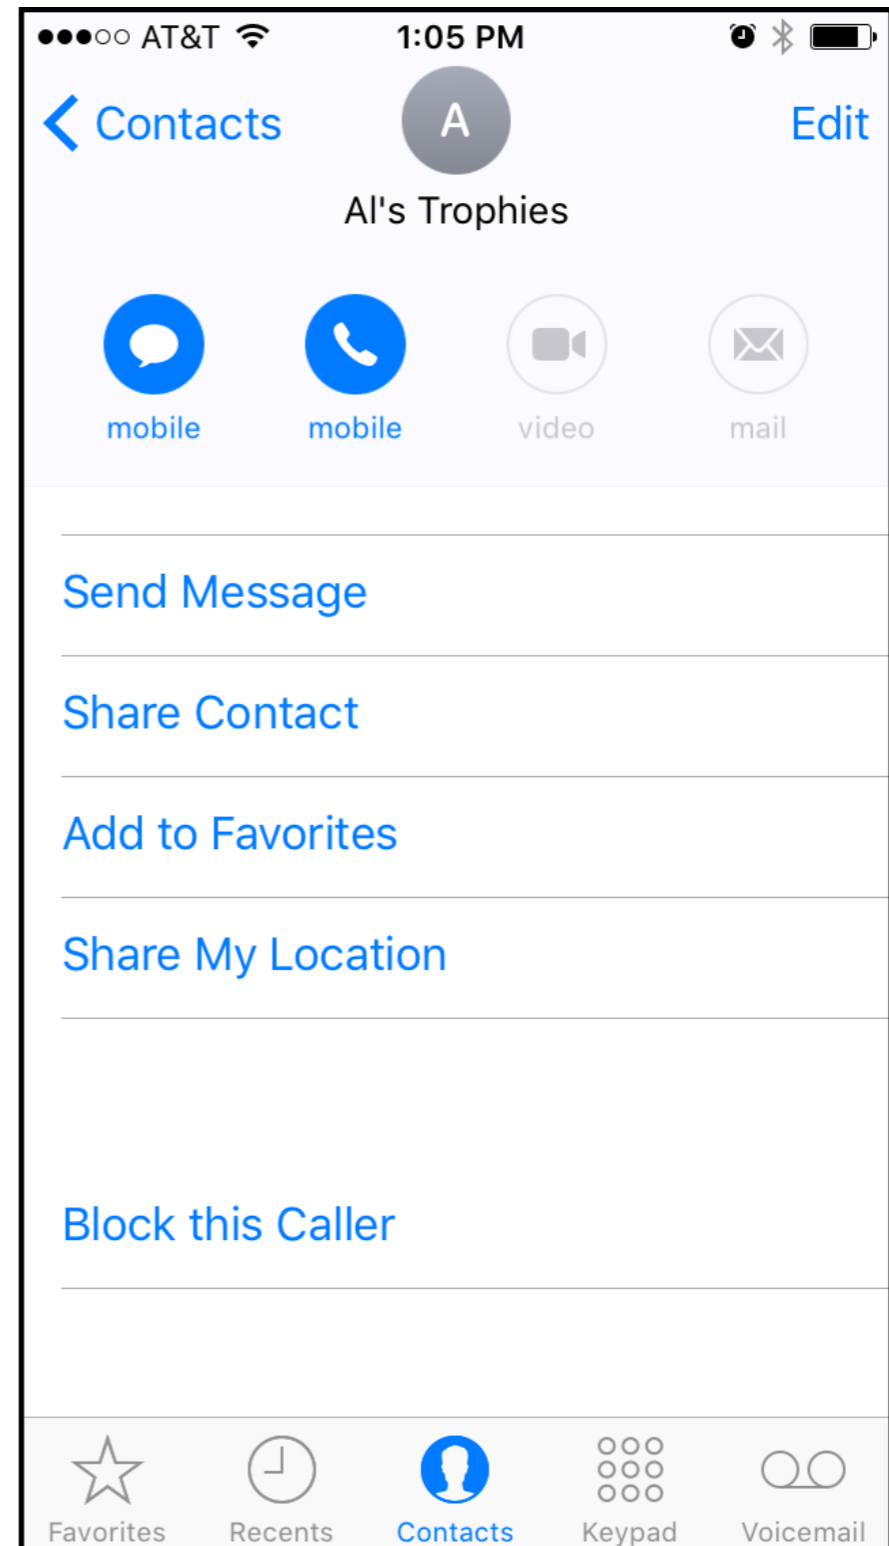 AT&T 1:05 PM
Contacts A Edit
Al's Trophies
mobile mobile video mail
Send Message
Share Contact
Add to Favorites
Share My Location
Block this Caller
Favorites Recents Contacts Keypad Voicemail